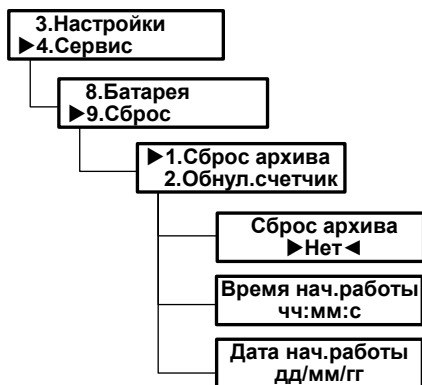 3.Настройки
▶4.Сервис
8.Батарея
▶9.Сброс
▶1.Сброс архива
2.Обнул.счетчик
Сброс архива
▶Нет◀
Время нач.работы
чч:мм:с
Дата нач.работы
дд/мм/гг